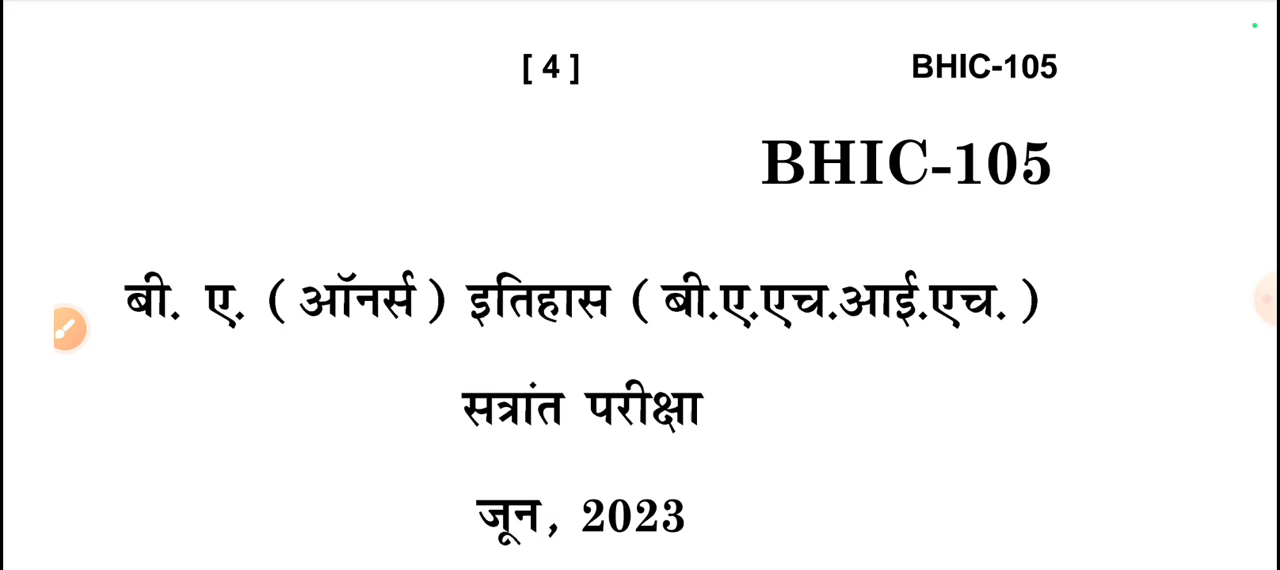 [ 4 ] BHIC-105
BHIC-105
बी. ए. ( ऑनर्स ) इतिहास ( बी.ए.एच.आई.एच. )
सत्रांत परीक्षा
जून, 2023